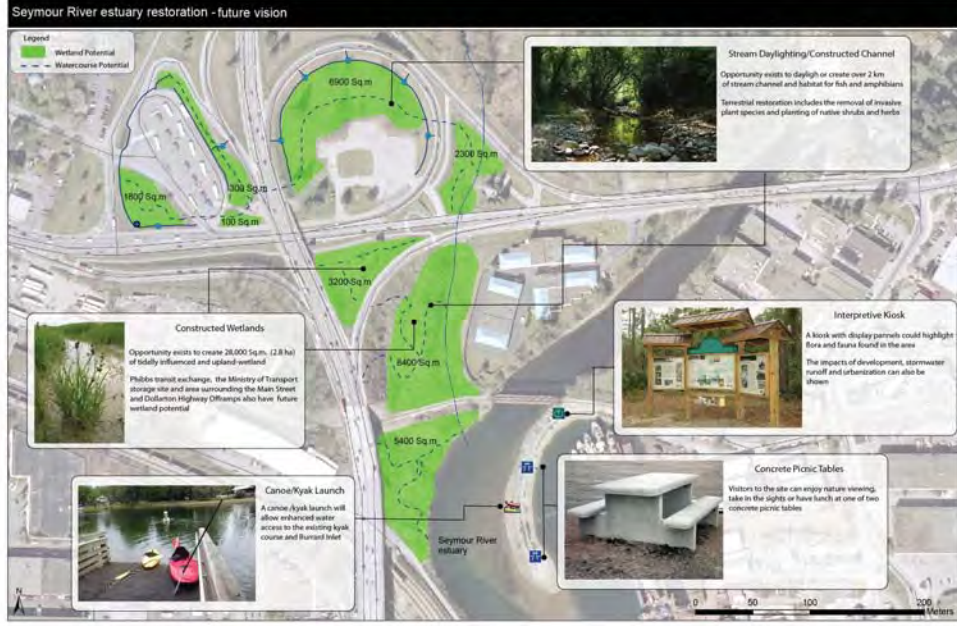 Seymour River estuary restoration - future vision
Legend
Wetland Potential
Watercourse Potential
6900 Sq.m
2300 Sq.m
300 Sq.m
1800 Sq.m
100 Sq.m
3200 Sq.m
8400 Sq.m
5400 Sq.m
Stream Daylighting/Constructed Channel
Opportunity exists to dayligh or create over 2 km
of stream channel and habitat for fish and amphibians
Terrestrial restoration includes the removal of invasive
plant species and planting of native shrubs and herbs
Constructed Wetlands
Opportunity exists to create 28,000 Sq.m. (2.8 ha)
of tidally influenced and upland-wetland
Phibbs transit exchange, the Ministry of Transport
storage site and area surrounding the Main Street
and Dollarton Highway Offramps also have future
wetland potential
Interpretive Kiosk
A kiosk with display pannels could highlight
flora and fauna found in the area
The impacts of development, stormwater
runoff and urbanization can also be
shown
Canoe/Kyak Launch
A canoe /kyak launch will
allow enhanced water
access to the existing kyak
course and Burrard Inlet
Seymour River
estuary
Concrete Picnic Tables
Visitors to the site can enjoy nature viewing,
take in the sights or have lunch at one of two
concrete picnic tables
N
0 50 100 200
Meters